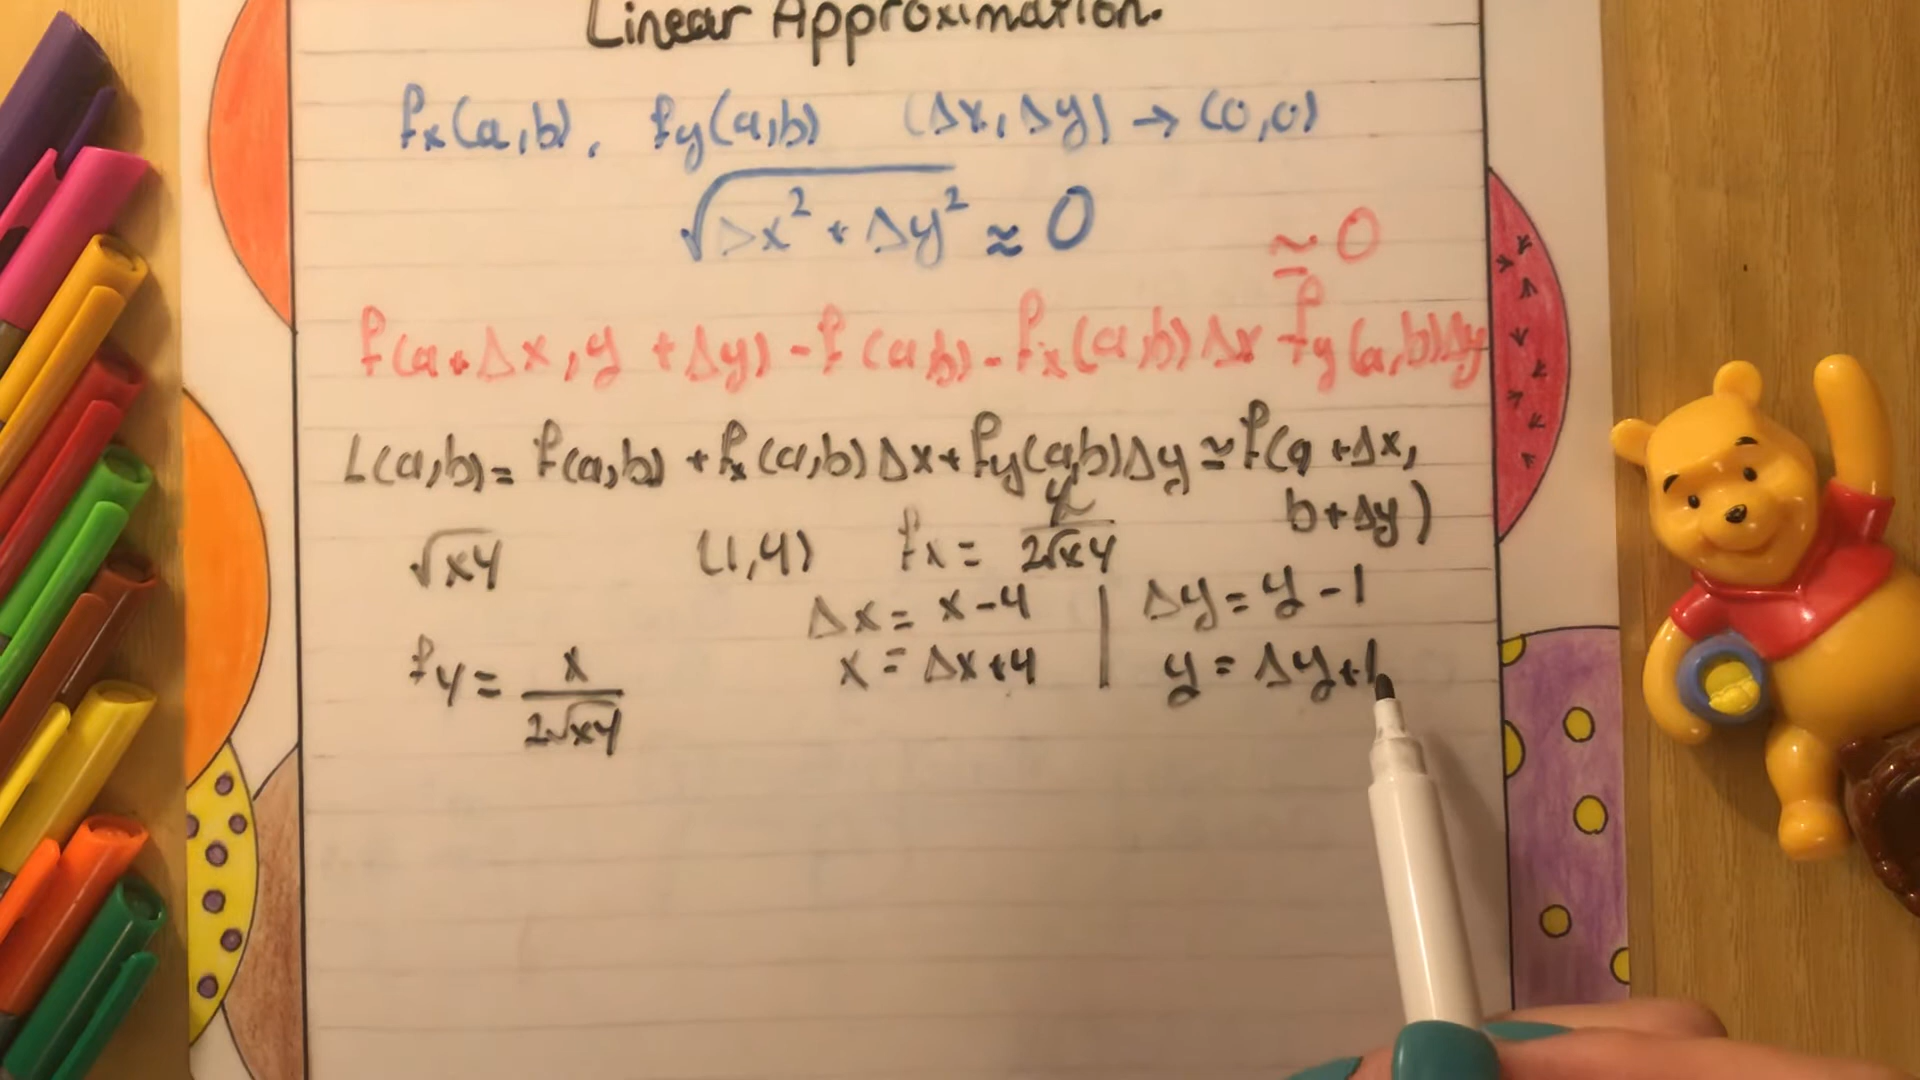 Linear Approximation.
fx(a,b), fy(a,b) (Δx, Δy) → (0,0)
√Δx² + Δy² ≈ 0
≃ 0
f(a+Δx, y+Δy) - f(a,b) - fx(a,b)Δx - fy(a,b)Δy
L(a,b) = f(a,b) + fx(a,b)Δx + fy(a,b)Δy ≃ f(a+Δx,
b+Δy)
√xy (1,4) fx = y/2√xy
Δx = x-4 | Δy = y-1
x = Δx+4 | y = Δy+1
fy = x/2√xy